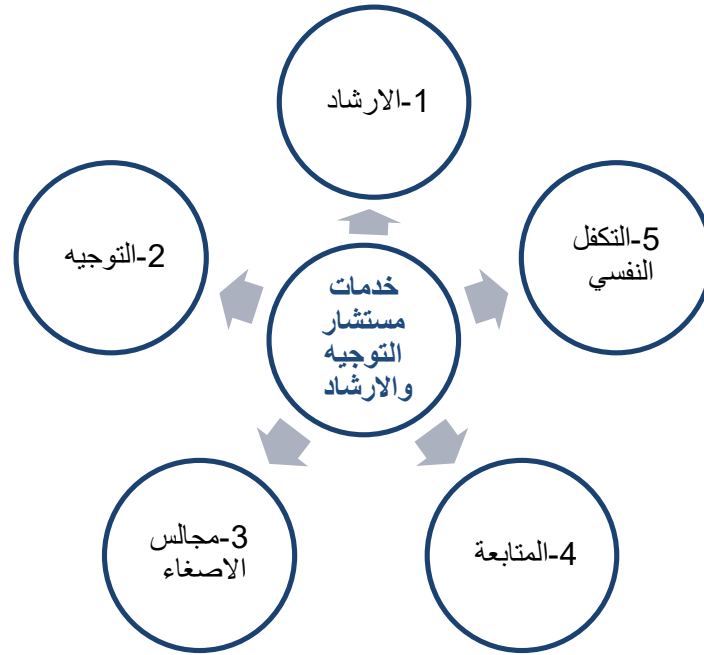 1-الارشاد
2-التوجيه
5-التكفل
النفسي
خدمات
مستشار
التوجيه
والارشاد
3-مجالس
الاصغاء
4-المتابعة